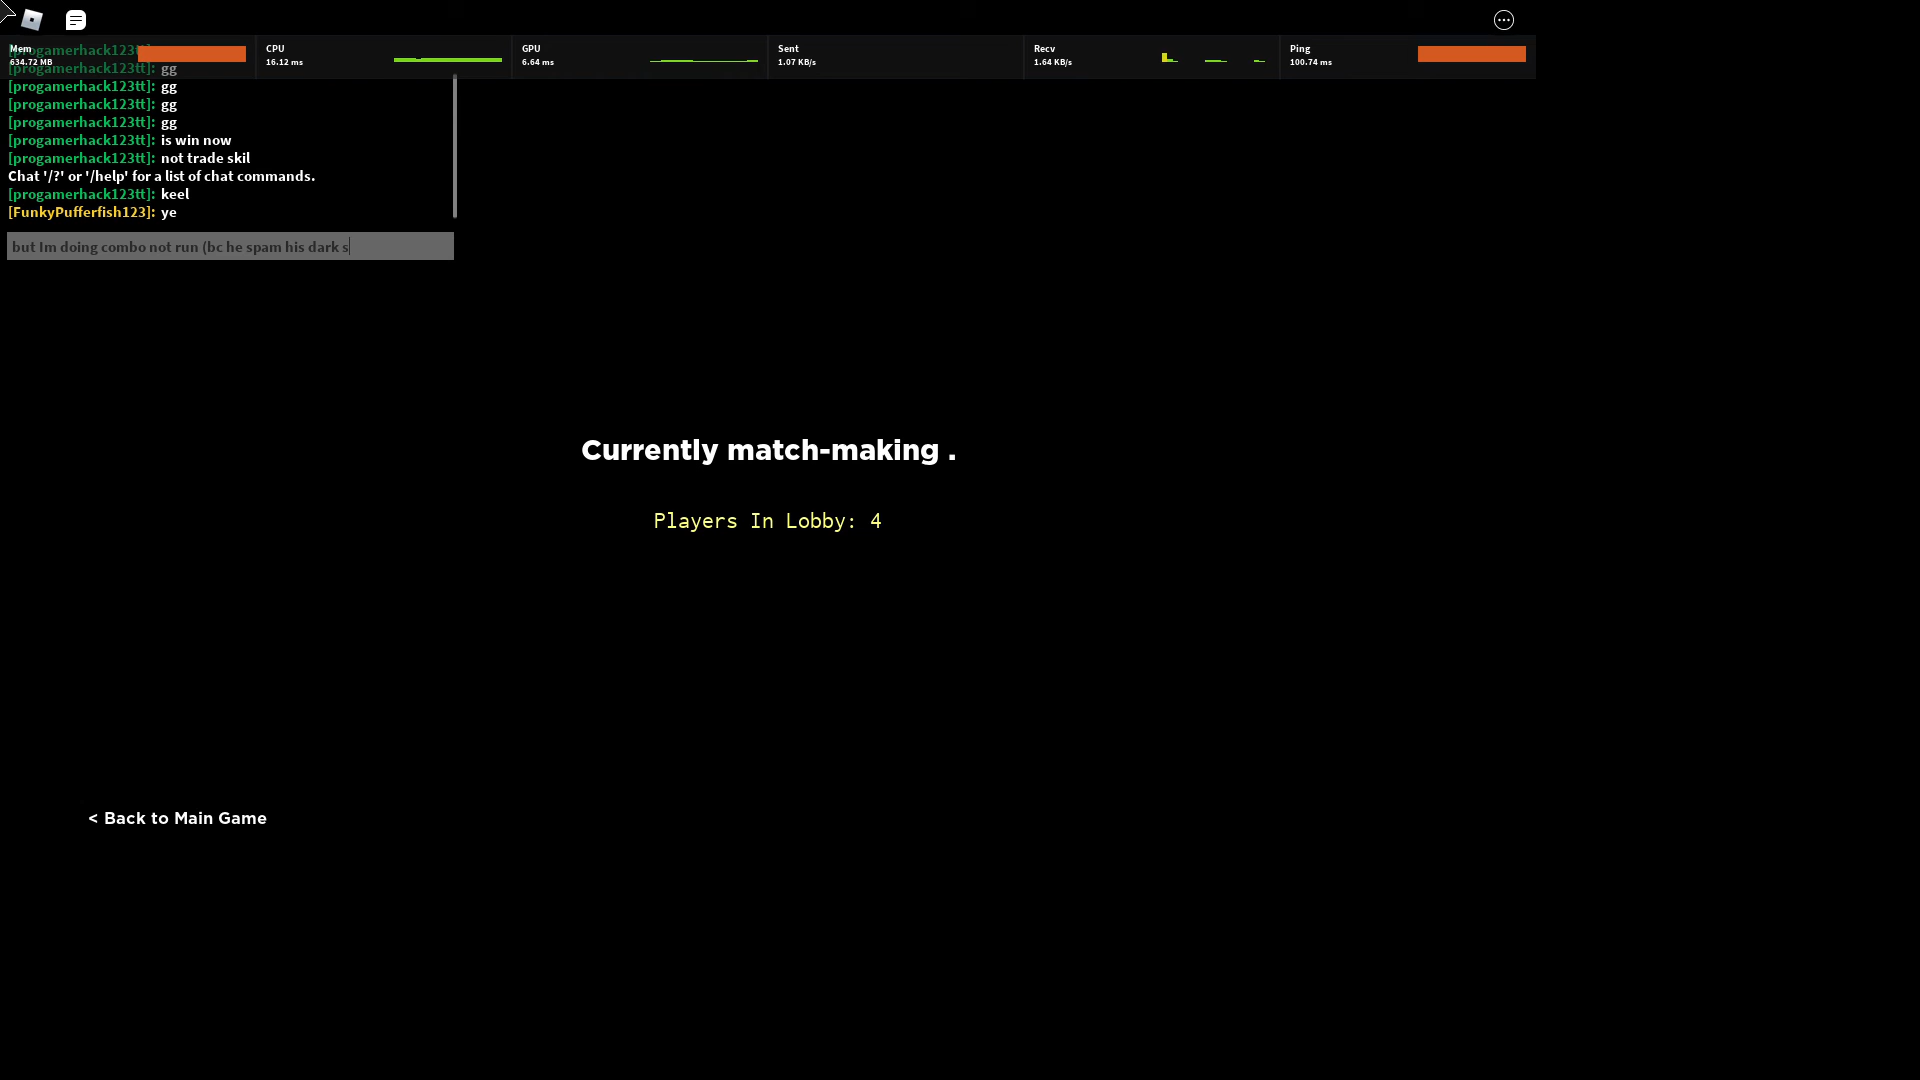 Mem CPU GPU Sent Recv Ping
634.72 MB 16.12 ms 6.64 ms 1.07 KB/s 1.64 KB/s 100.74 ms
[progamerhack123tt]:
[progamerhack123tt]: gg
[progamerhack123tt]: gg
[progamerhack123tt]: gg
[progamerhack123tt]: gg
[progamerhack123tt]: is win now
[progamerhack123tt]: not trade skil
Chat '/?' or '/help' for a list of chat commands.
[progamerhack123tt]: keel
[FunkyPufferfish123]: ye
but Im doing combo not run (bc he spam his dark s
Currently match-making .
Players In Lobby: 4
< Back to Main Game